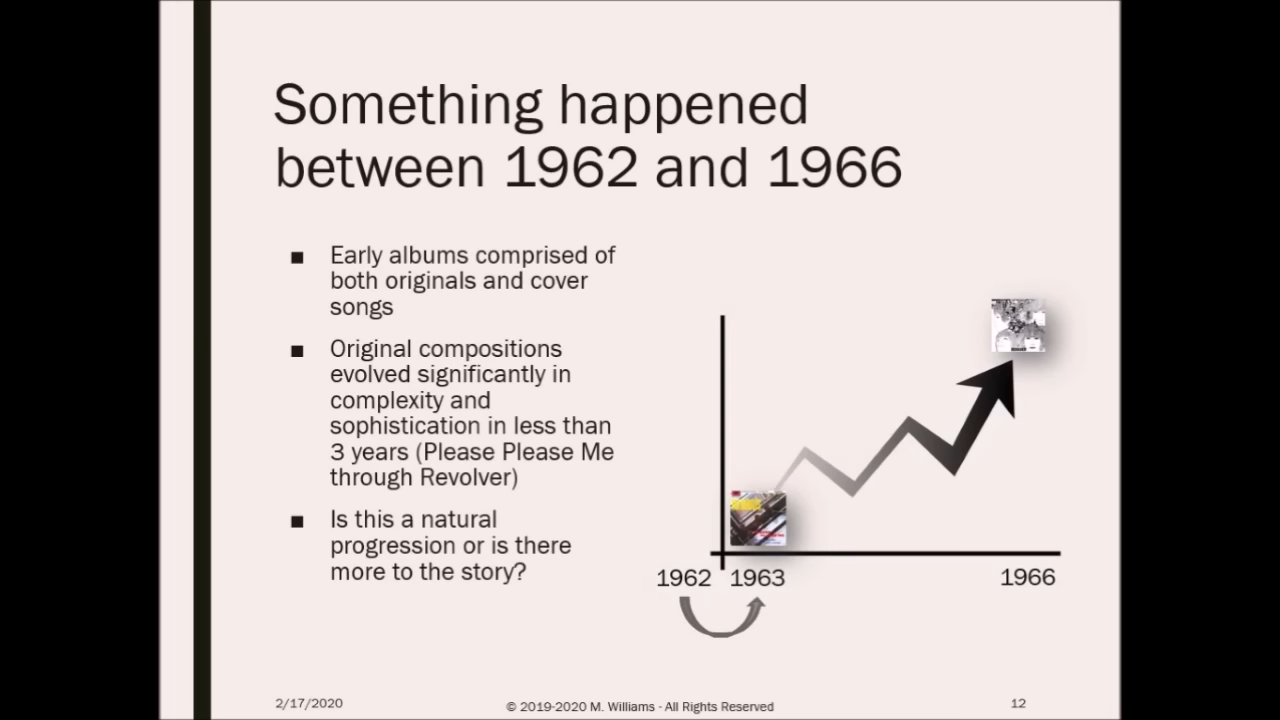 Something happened
between 1962 and 1966
■ Early albums comprised of
both originals and cover
songs
■ Original compositions
evolved significantly in
complexity and
sophistication in less than
3 years (Please Please Me
through Revolver)
■ Is this a natural
progression or is there
more to the story?
1962 1963 1966
2/17/2020
© 2019-2020 M. Williams - All Rights Reserved
12